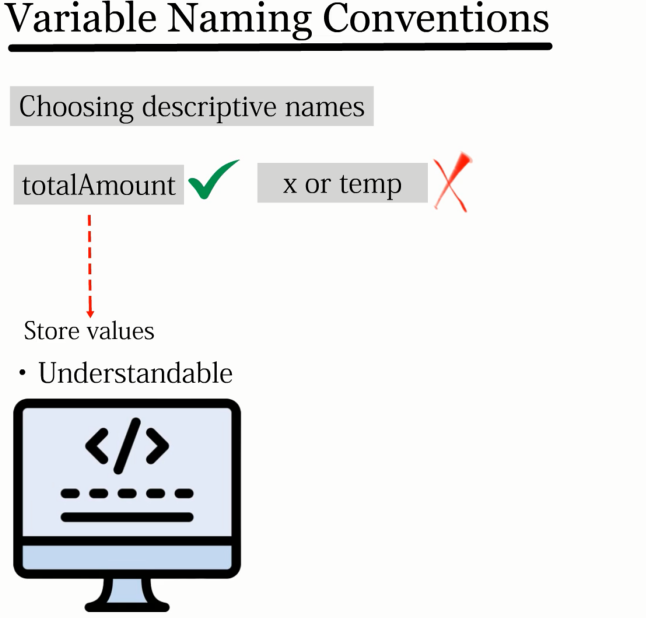 Variable Naming Conventions
Choosing descriptive names
totalAmount
x or temp
Store values
• Understandable
</>